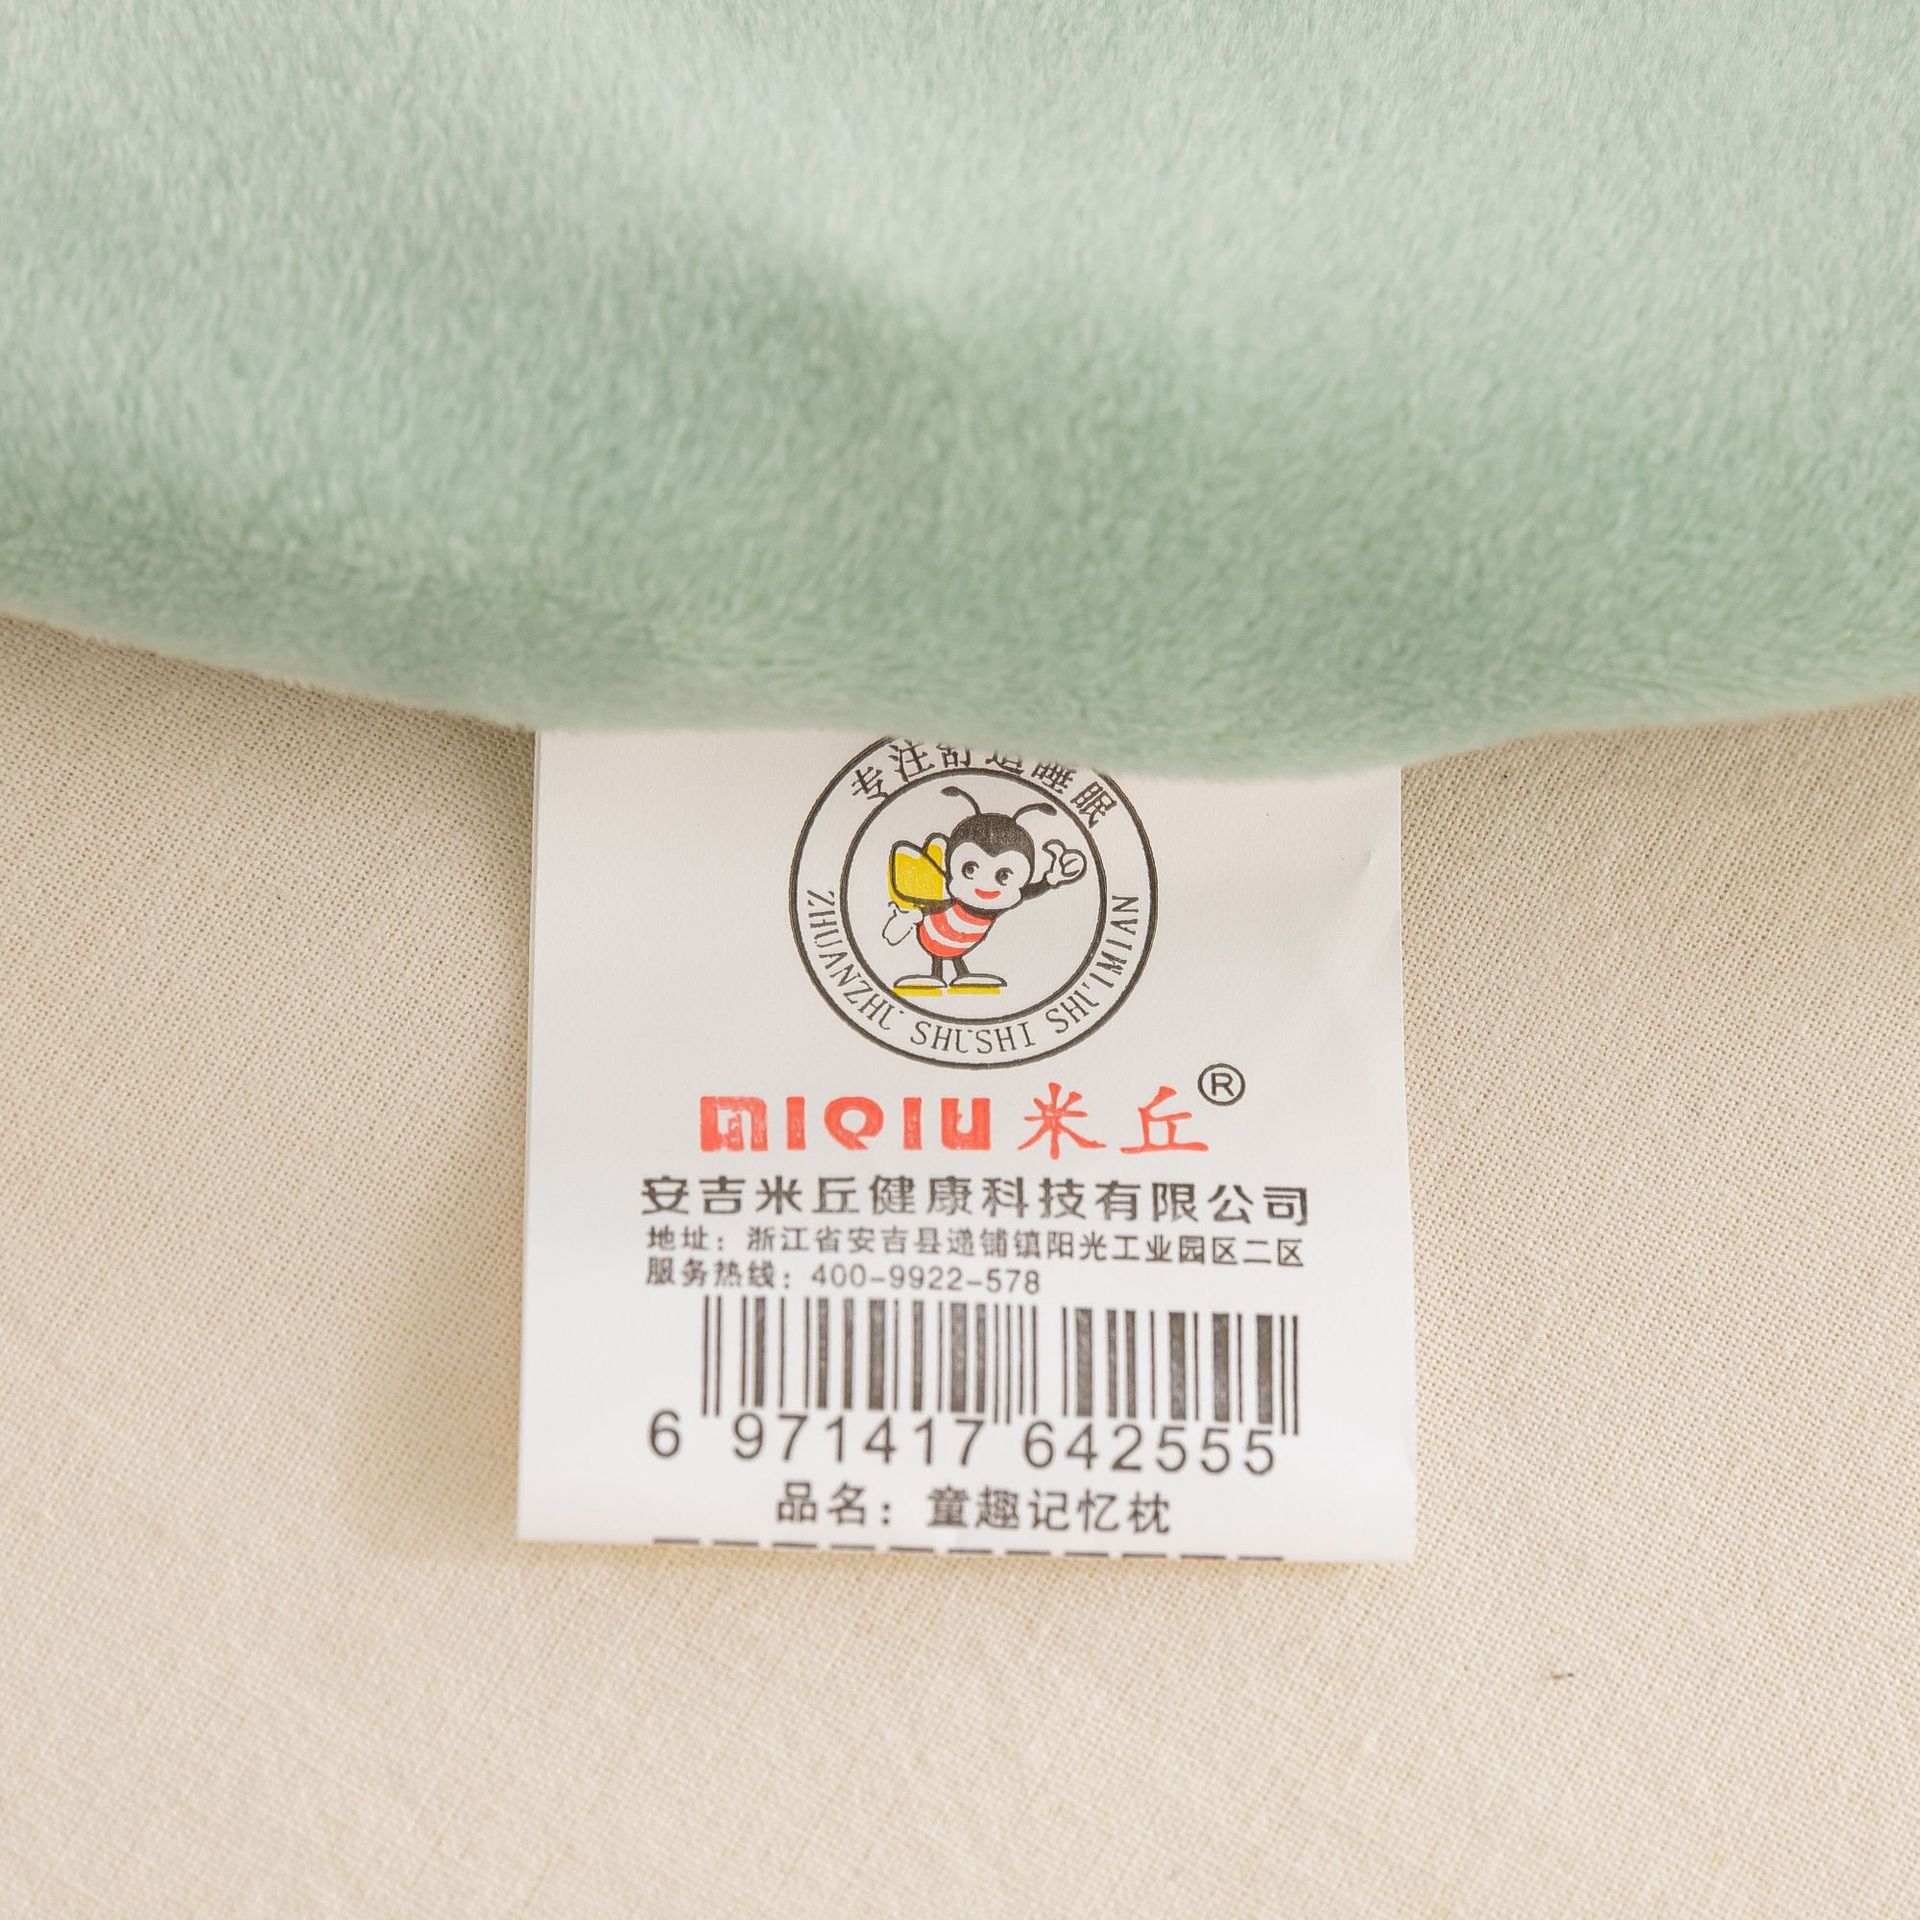 专注舒适睡眠
ZHUANZHU SHUSHI SHUIMIAN
MIQIU 米丘®
安吉米丘健康科技有限公司
地址：浙江省安吉县递铺镇阳光工业园区二区
服务热线：400-9922-578
6 971417 642555
品名：童趣记忆枕